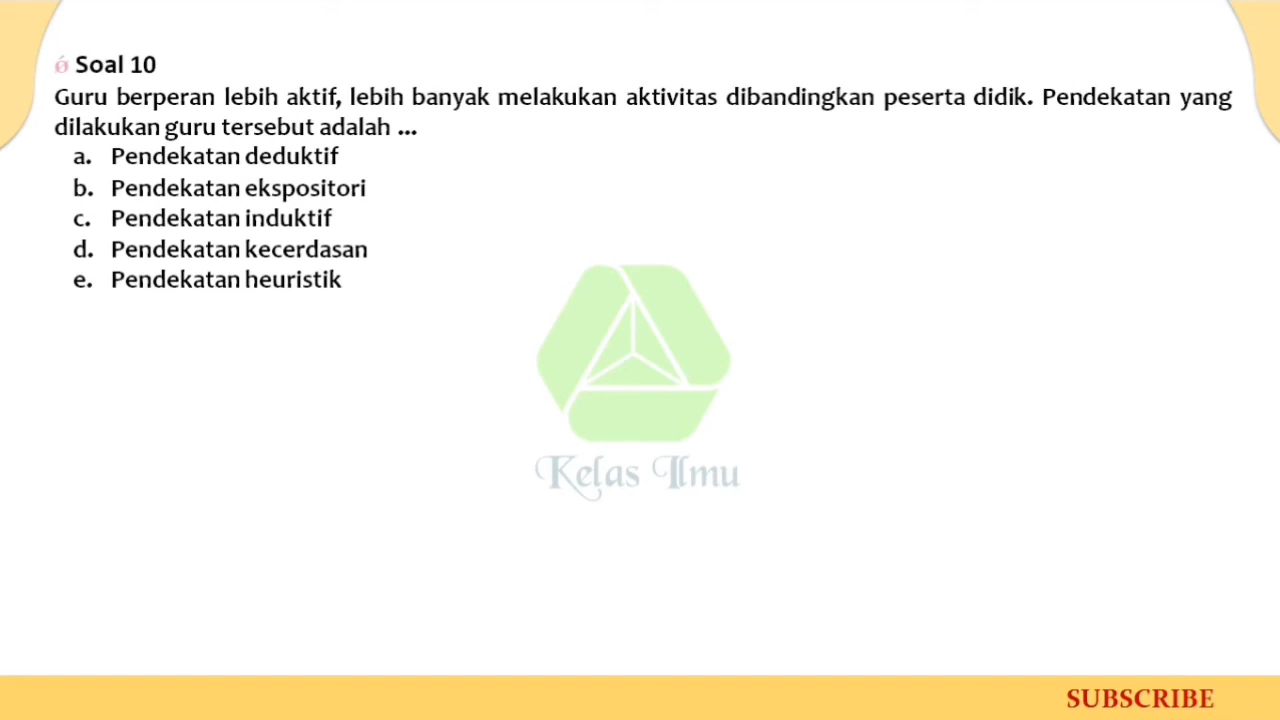 Soal 10
Guru berperan lebih aktif, lebih banyak melakukan aktivitas dibandingkan peserta didik. Pendekatan yang
dilakukan guru tersebut adalah ...
a. Pendekatan deduktif
b. Pendekatan ekspositori
c. Pendekatan induktif
d. Pendekatan kecerdasan
e. Pendekatan heuristik
Kelas Ilmu
SUBSCRIBE